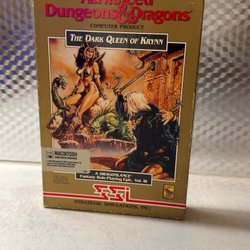 Advanced
Dungeons & Dragons
COMPUTER PRODUCT
THE DARK QUEEN OF KRYNN
MACINTOSH
A DRAGONLANCE
Fantasy Role-Playing Epic, Vol. III
SSI
STRATEGIC SIMULATIONS, INC.